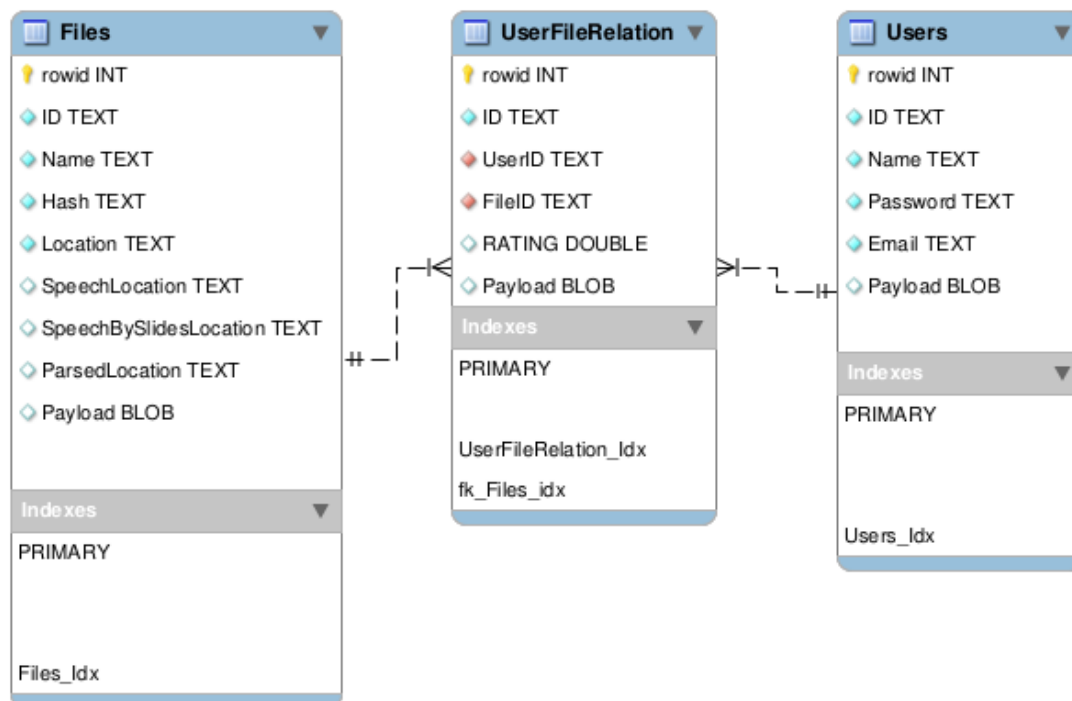 Files
rowid INT
ID TEXT
Name TEXT
Hash TEXT
Location TEXT
SpeechLocation TEXT
SpeechBySlidesLocation TEXT
ParsedLocation TEXT
Payload BLOB
Indexes
PRIMARY
Files_Idx
UserFileRelation
rowid INT
ID TEXT
UserID TEXT
FileID TEXT
RATING DOUBLE
Payload BLOB
Indexes
PRIMARY
UserFileRelation_Idx
fk_Files_idx
Users
rowid INT
ID TEXT
Name TEXT
Password TEXT
Email TEXT
Payload BLOB
Indexes
PRIMARY
Users_Idx